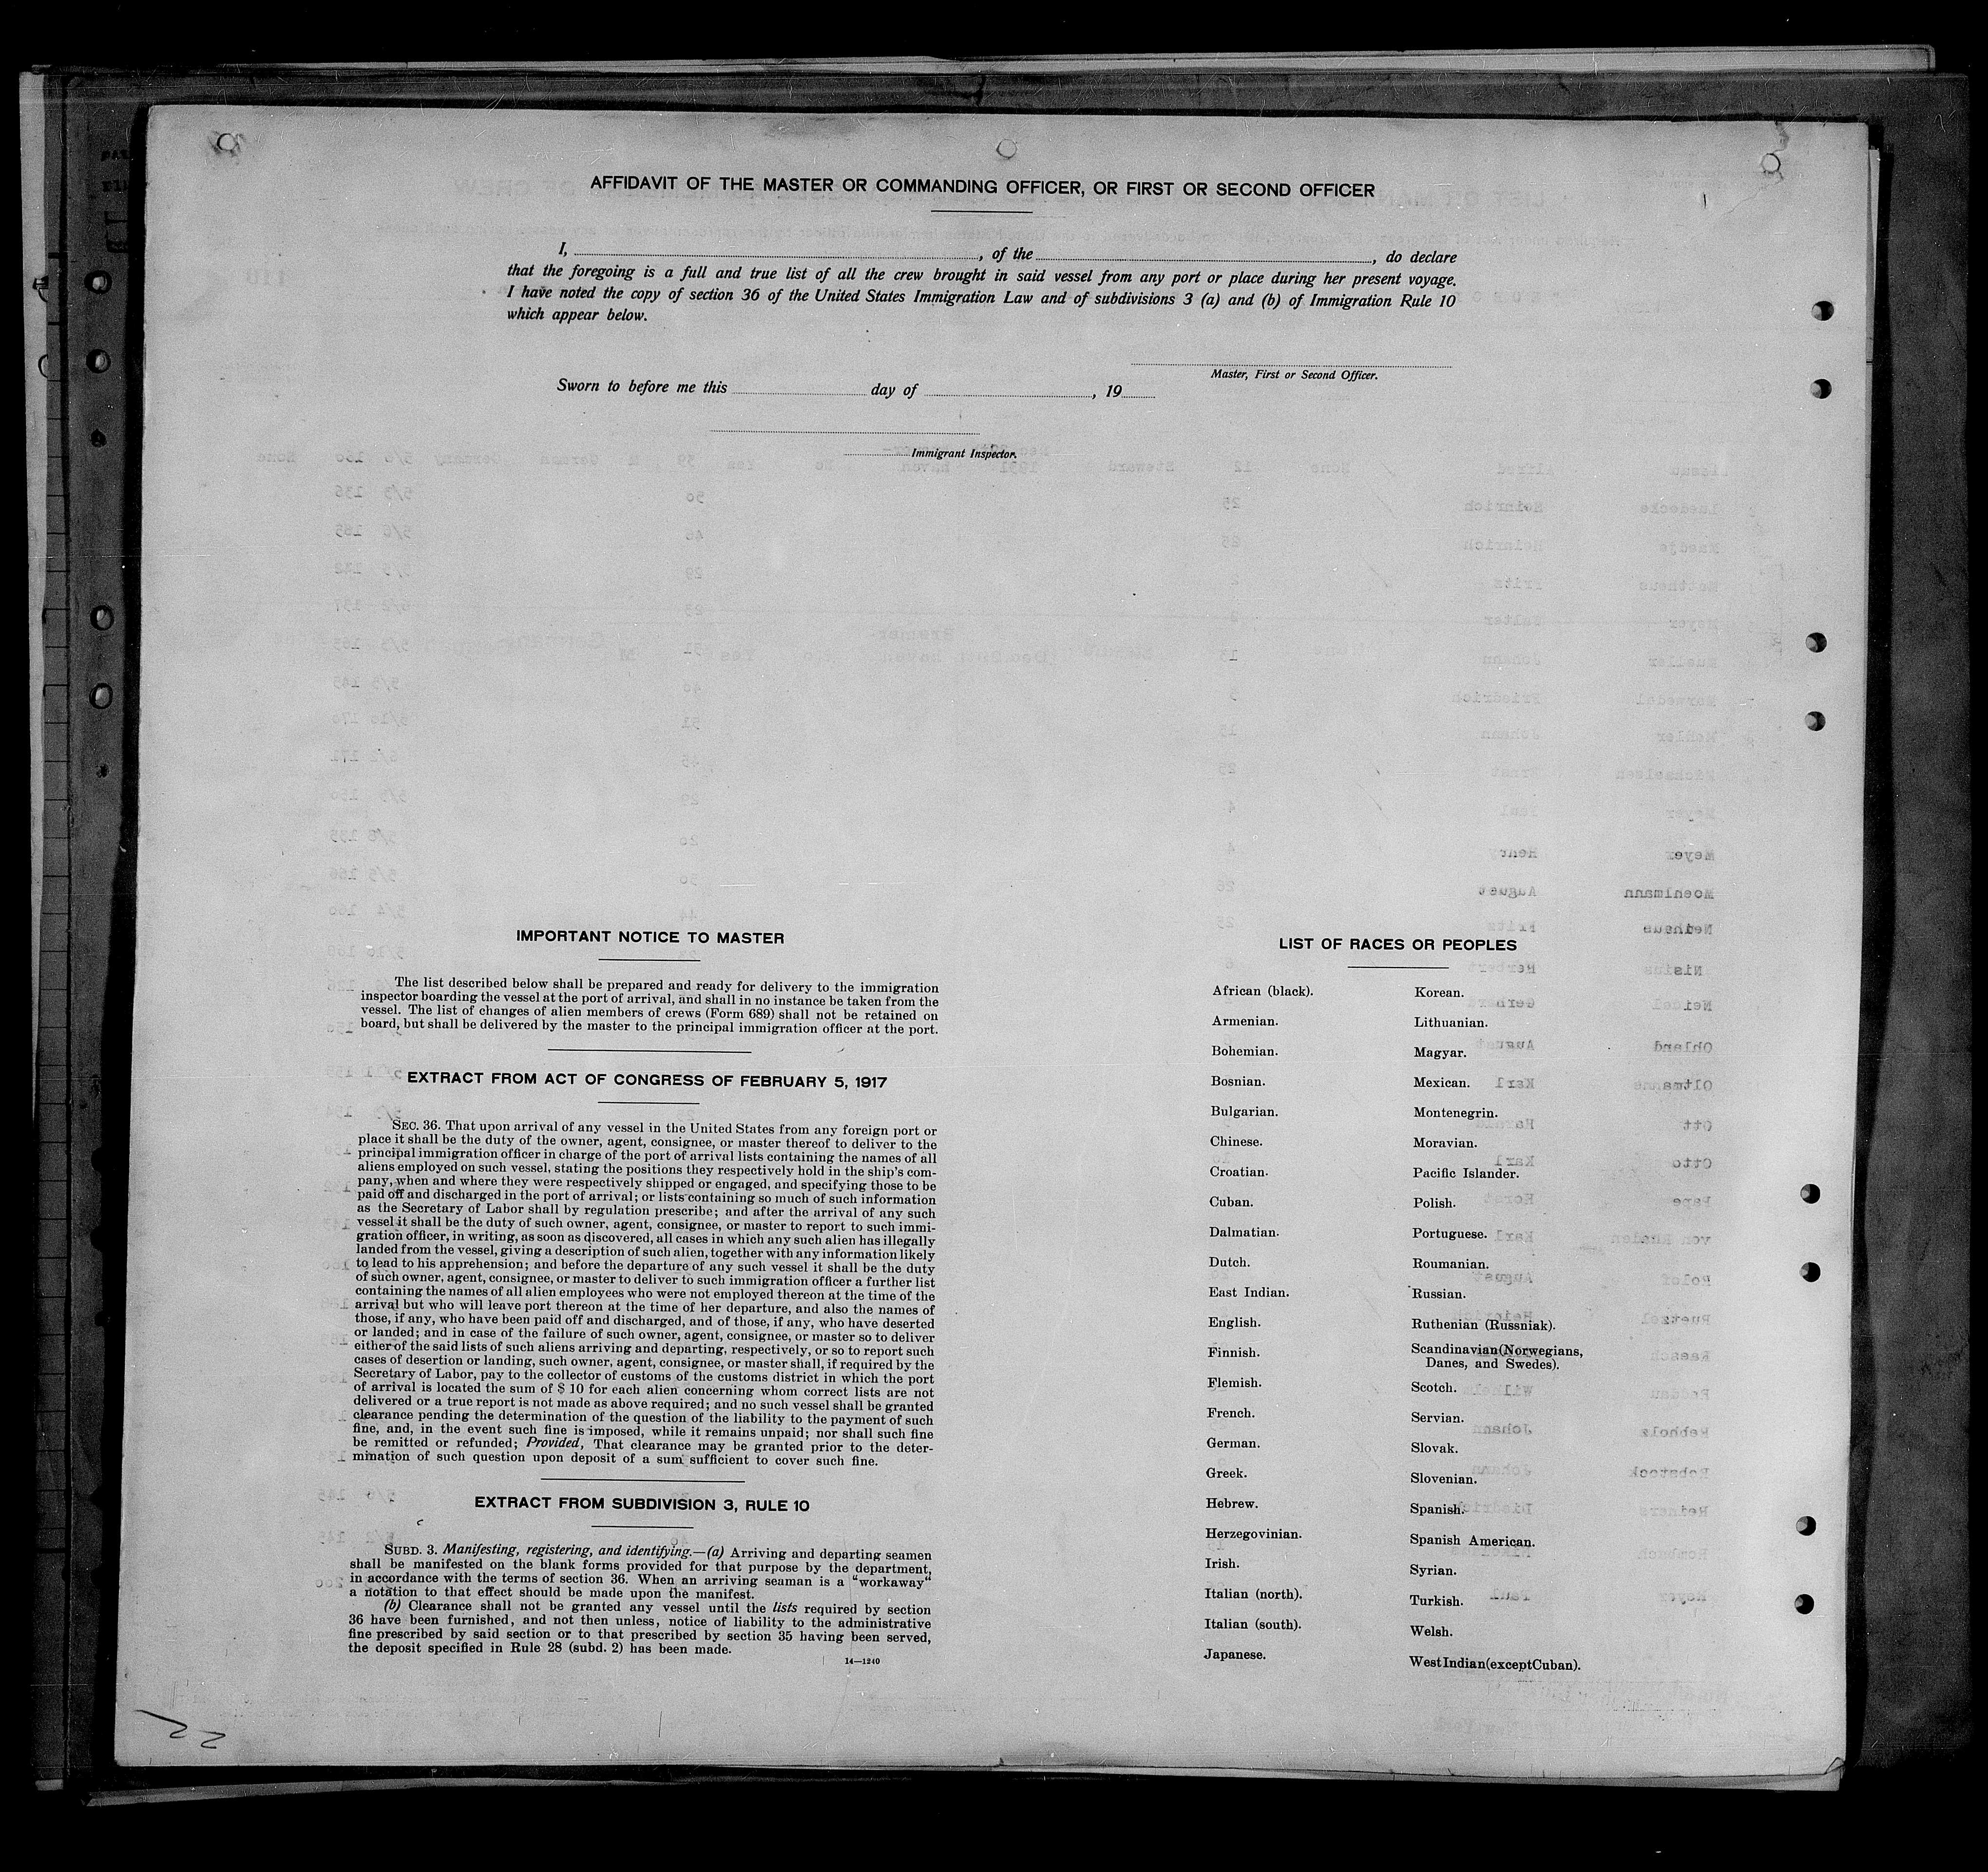 AFFIDAVIT OF THE MASTER OR COMMANDING OFFICER, OR FIRST OR SECOND OFFICER
I, , of the , do declare
that the foregoing is a full and true list of all the crew brought in said vessel from any port or place during her present voyage.
I have noted the copy of section 36 of the United States Immigration Law and of subdivisions 3 (a) and (b) of Immigration Rule 10
which appear below.
Master, First or Second Officer.
Sworn to before me this day of , 19
Immigrant Inspector.
IMPORTANT NOTICE TO MASTER
The list described below shall be prepared and ready for delivery to the immigration
inspector boarding the vessel at the port of arrival, and shall in no instance be taken from the
vessel. The list of changes of alien members of crews (Form 689) shall not be retained on
board, but shall be delivered by the master to the principal immigration officer at the port.
EXTRACT FROM ACT OF CONGRESS OF FEBRUARY 5, 1917
SEC. 36. That upon arrival of any vessel in the United States from any foreign port or
place it shall be the duty of the owner, agent, consignee, or master thereof to deliver to the
principal immigration officer in charge of the port of arrival lists containing the names of all
aliens employed on such vessel, stating the positions they respectively hold in the ship's com-
pany, when and where they were respectively shipped or engaged, and specifying those to be
paid off and discharged in the port of arrival; or lists containing so much of such information
as the Secretary of Labor shall by regulation prescribe; and after the arrival of any such
vessel it shall be the duty of such owner, agent, consignee, or master to report to such immi-
gration officer, in writing, as soon as discovered, all cases in which any such alien has illegally
landed from the vessel, giving a description of such alien, together with any information likely
to lead to his apprehension; and before the departure of any such vessel it shall be the duty
of such owner, agent, consignee, or master to deliver to such immigration officer a further list
containing the names of all alien employees who were not employed thereon at the time of the
arrival but who will leave port thereon at the time of her departure, and also the names of
those, if any, who have been paid off and discharged, and of those, if any, who have deserted
or landed; and in case of the failure of such owner, agent, consignee, or master so to deliver
either of the said lists of such aliens arriving and departing, respectively, or so to report such
cases of desertion or landing, such owner, agent, consignee, or master shall, if required by the
Secretary of Labor, pay to the collector of customs of the customs district in which the port
of arrival is located the sum of $ 10 for each alien concerning whom correct lists are not
delivered or a true report is not made as above required; and no such vessel shall be granted
clearance pending the determination of the question of the liability to the payment of such
fine, and, in the event such fine is imposed, while it remains unpaid; nor shall such fine
be remitted or refunded; Provided, That clearance may be granted prior to the deter-
mination of such question upon deposit of a sum sufficient to cover such fine.
EXTRACT FROM SUBDIVISION 3, RULE 10
SUBD. 3. Manifesting, registering, and identifying.—(a) Arriving and departing seamen
shall be manifested on the blank forms provided for that purpose by the department,
in accordance with the terms of section 36. When an arriving seaman is a "workaway"
a notation to that effect should be made upon the manifest.
(b) Clearance shall not be granted any vessel until the lists required by section
36 have been furnished, and not then unless, notice of liability to the administrative
fine prescribed by said section or to that prescribed by section 35 having been served,
the deposit specified in Rule 28 (subd. 2) has been made.
14—1240
LIST OF RACES OR PEOPLES
African (black).
Armenian.
Bohemian.
Bosnian.
Bulgarian.
Chinese.
Croatian.
Cuban.
Dalmatian.
Dutch.
East Indian.
English.
Finnish.
Flemish.
French.
German.
Greek.
Hebrew.
Herzegovinian.
Irish.
Italian (north).
Italian (south).
Japanese.
Korean.
Lithuanian.
Magyar.
Mexican.
Montenegrin.
Moravian.
Pacific Islander.
Polish.
Portuguese.
Roumanian.
Russian.
Ruthenian (Russniak).
Scandinavian (Norwegians,
Danes, and Swedes).
Scotch.
Servian.
Slovak.
Slovenian.
Spanish.
Spanish American.
Syrian.
Turkish.
Welsh.
West Indian (except Cuban).
22